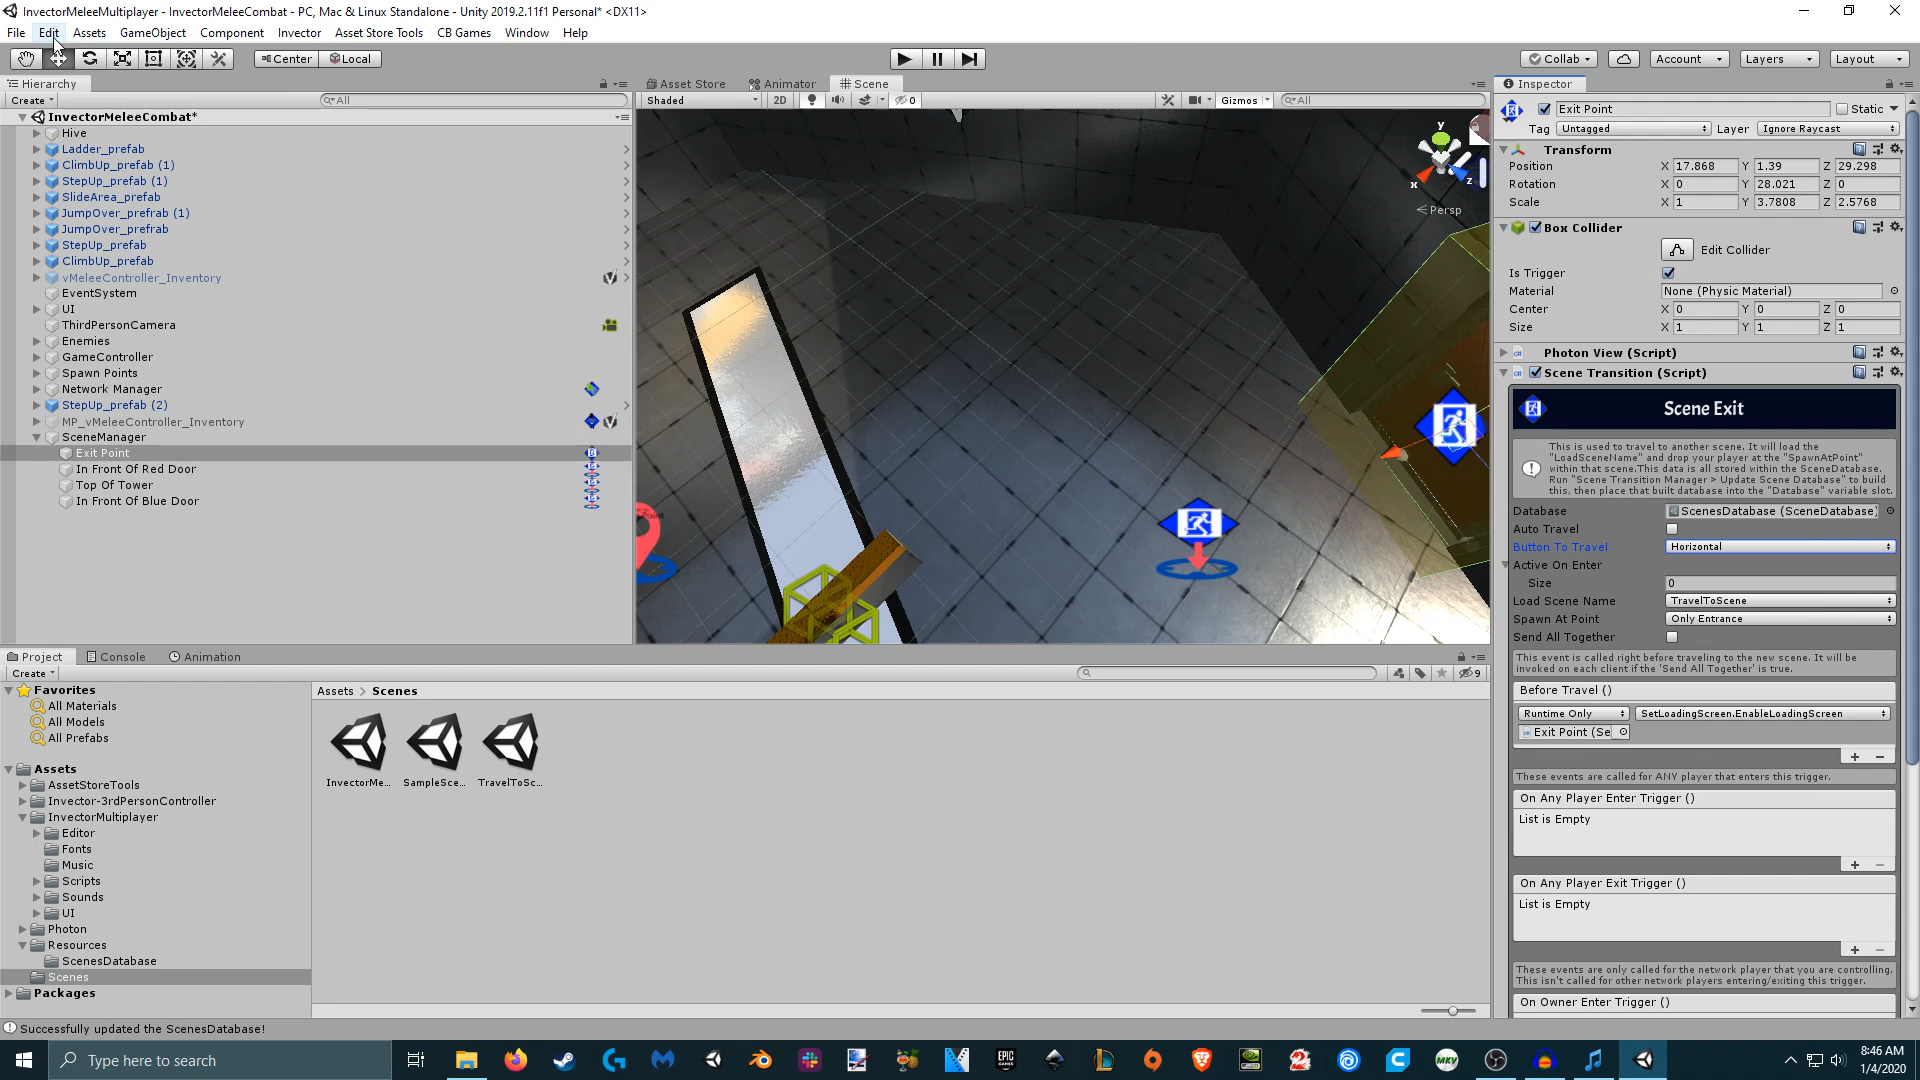 InvectorMeleeMultiplayer - InvectorMeleeCombat - PC, Mac & Linux Standalone - Unity 2019.2.11f1 Personal* <DX11>
File Edit Assets GameObject Component Invector Asset Store Tools CB Games Window Help
Center Local Collab Account Layers Layout
Hierarchy
Create All
InvectorMeleeCombat*
Hive
Ladder_prefab
ClimbUp_prefab (1)
StepUp_prefab (1)
SlideArea_prefab
JumpOver_prefrab (1)
JumpOver_prefrab
StepUp_prefab
ClimbUp_prefab
vMeleeController_Inventory
EventSystem
UI
ThirdPersonCamera
Enemies
GameController
Spawn Points
Network Manager
StepUp_prefab (2)
MP_vMeleeController_Inventory
SceneManager
Exit Point
In Front Of Red Door
Top Of Tower
In Front Of Blue Door
Asset Store Animator Scene
Shaded 2D 0 Gizmos All
y
x z
Persp
Inspector
Exit Point Static
Tag Untagged Layer Ignore Raycast
Transform
Position X 17.868 Y 1.39 Z 29.298
Rotation X 0 Y 28.021 Z 0
Scale X 1 Y 3.7808 Z 2.5768
Box Collider
Edit Collider
Is Trigger
Material None (Physic Material)
Center X 0 Y 0 Z 0
Size X 1 Y 1 Z 1
Photon View (Script)
Scene Transition (Script)
Scene Exit
This is used to travel to another scene. It will load the
"LoadSceneName" and drop your player at the "SpawnAtPoint"
within that scene.This data is all stored within the SceneDatabase.
Run "Scene Transition Manager > Update Scene Database" to build
this, then place that built database into the "Database" variable slot.
Database ScenesDatabase (SceneDatabase)
Auto Travel
Button To Travel Horizontal
Active On Enter
Size 0
Load Scene Name TravelToScene
Spawn At Point Only Entrance
Send All Together
This event is called right before traveling to the new scene. It will be
invoked on each client if the 'Send All Together' is true.
Before Travel ()
Runtime Only SetLoadingScreen.EnableLoadingScreen
Exit Point (Se
+ −
These events are called for ANY player that enters this trigger.
On Any Player Enter Trigger ()
List is Empty
+ −
On Any Player Exit Trigger ()
List is Empty
+ −
These events are only called for the network player that you are controlling.
This isn't called for other network players entering/exiting this trigger.
On Owner Enter Trigger ()
Project Console Animation
Create 9
Favorites
All Materials
All Models
All Prefabs
Assets
AssetStoreTools
Invector-3rdPersonController
InvectorMultiplayer
Editor
Fonts
Music
Scripts
Sounds
UI
Photon
Resources
ScenesDatabase
Scenes
Packages
Assets > Scenes
InvectorMe... SampleSce... TravelToSc...
Successfully updated the ScenesDatabase!
Type here to search
EPIC GAMES
MKV
8:46 AM
1/4/2020